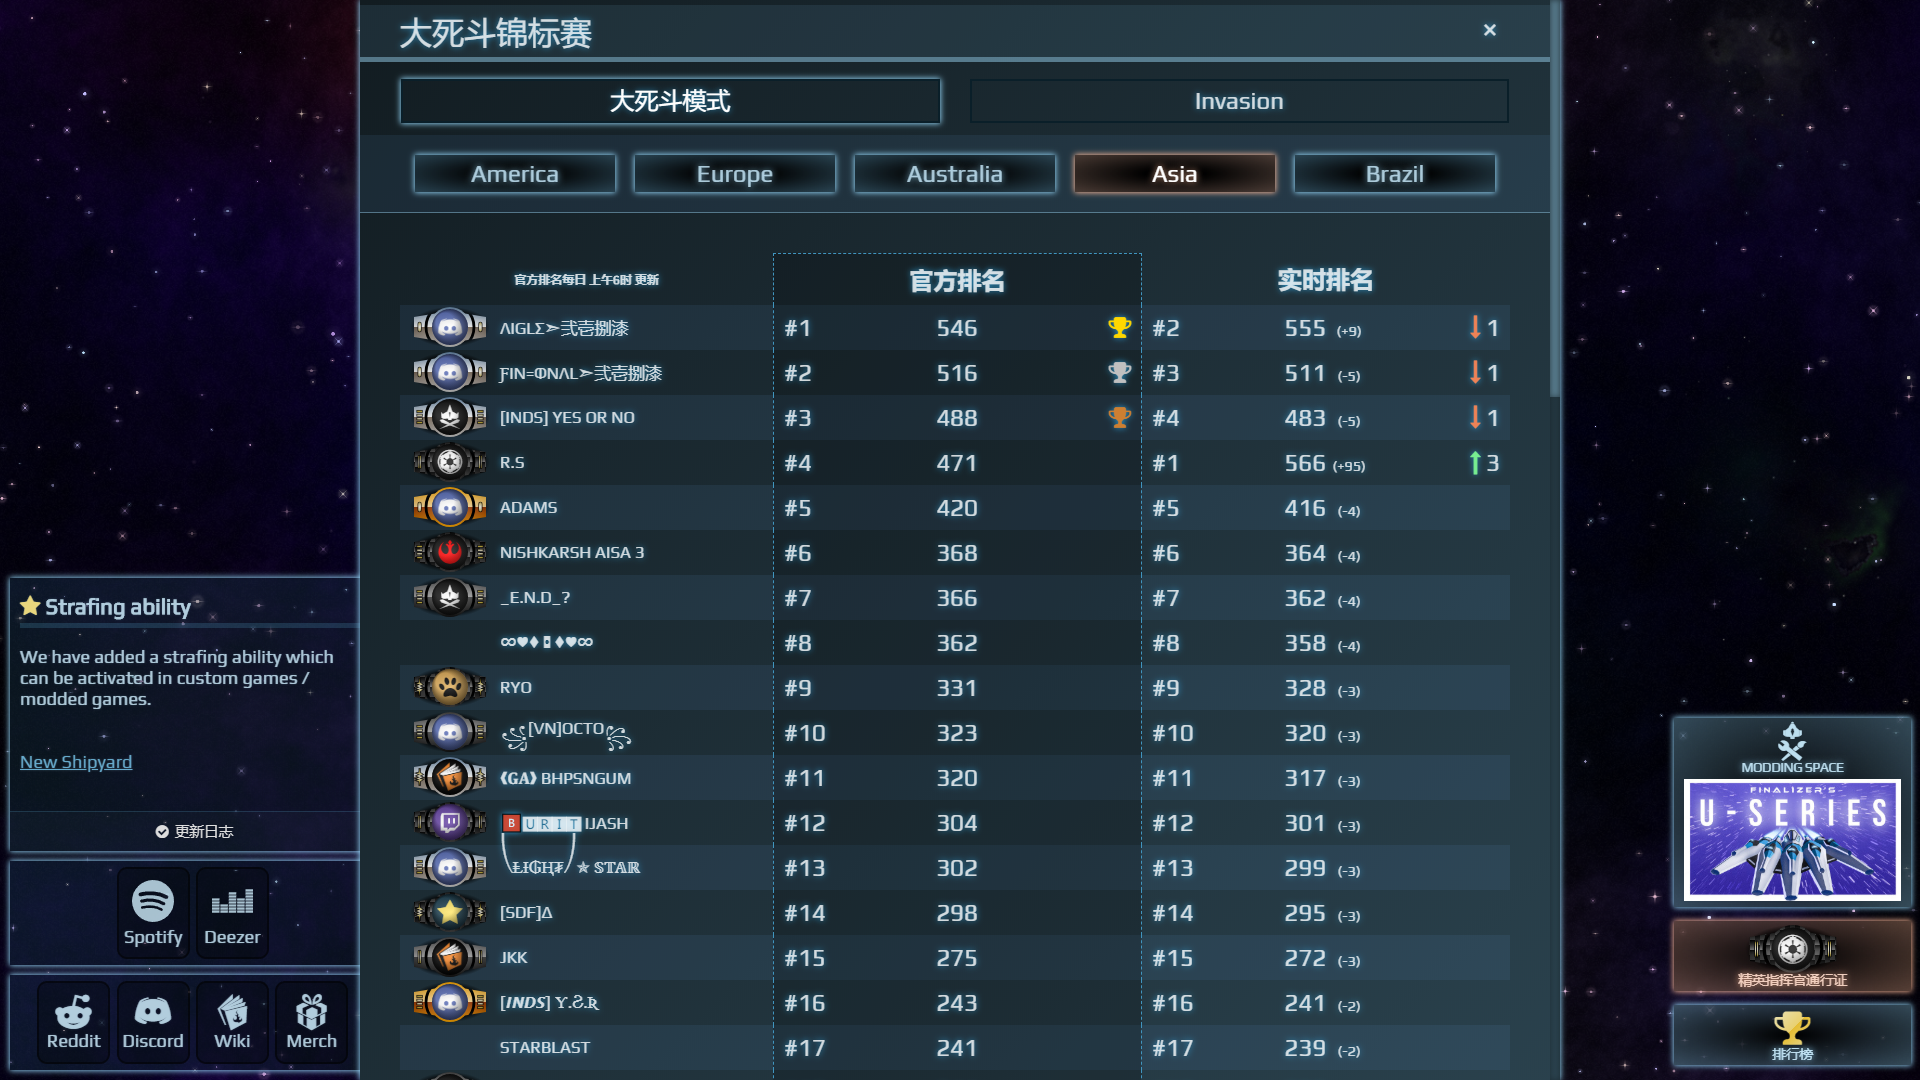 大死斗锦标赛 ×
大死斗模式 Invasion
America Europe Australia Asia Brazil
官方排名每日 上午6时 更新 官方排名 实时排名
ΛIGLΣ➣弐壱捌漆 #1 546 #2 555 (+9) 1
ƑIN=ΦNΛL➣弐壱捌漆 #2 516 #3 511 (-5) 1
[INDS] YES OR NO #3 488 #4 483 (-5) 1
R.S #4 471 #1 566 (+95) 3
ADAMS #5 420 #5 416 (-4)
NISHKARSH AISA 3 #6 368 #6 364 (-4)
_E.N.D_? #7 366 #7 362 (-4)
#8 362 #8 358 (-4)
RYO #9 331 #9 328 (-3)
[VN]OCTO #10 323 #10 320 (-3)
⟪GA⟫ BHPSNGUM #11 320 #11 317 (-3)
BURIT IJASH #12 304 #12 301 (-3)
Ⱡł₲Ⱨ₮ ★ STAR #13 302 #13 299 (-3)
[SDF]Δ #14 298 #14 295 (-3)
JKK #15 275 #15 272 (-3)
[INDS] #16 243 #16 241 (-2)
STARBLAST #17 241 #17 239 (-2)
Strafing ability
We have added a strafing ability which
can be activated in custom games /
modded games.
New Shipyard
更新日志
Spotify Deezer
Reddit Discord Wiki Merch
MODDING SPACE
FINALIZER'S
U-SERIES
精英指挥官通行证
排行榜